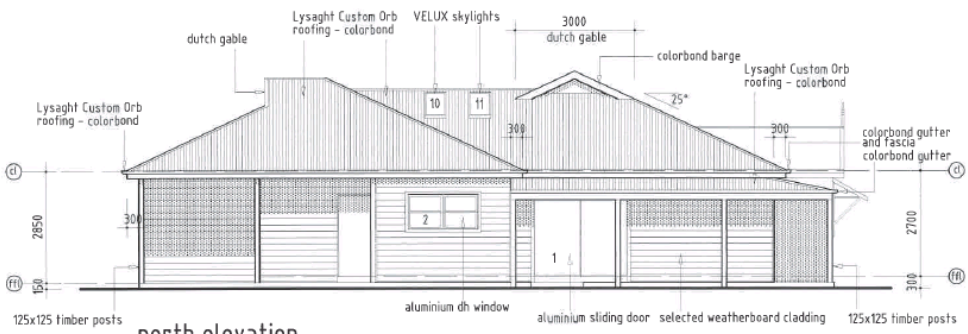 Lysaght Custom Orb
roofing - colorbond
VELUX skylights
3000
dutch gable
dutch gable
colorbond barge
Lysaght Custom Orb
roofing - colorbond
Lysaght Custom Orb
roofing - colorbond
10
11
25°
300
300
colorbond gutter
and fascia
colorbond gutter
cl
cl
2850
300
2
2700
1
ffl
150
ffl
300
125x125 timber posts
aluminium dh window
aluminium sliding door
selected weatherboard cladding
125x125 timber posts
north elevation